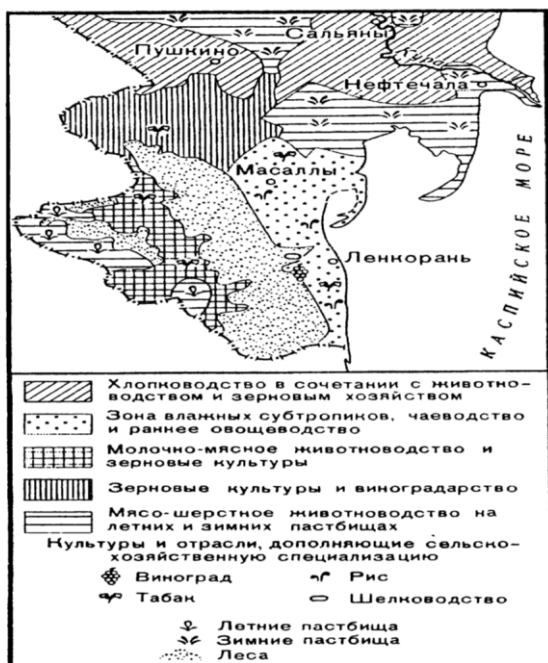 Сальяны
Пушкино
Кура
Нефтечала
Масаллы
Ленкорань
КАСПИЙСКОЕ МОРЕ
Хлопководство в сочетании с животно-
водством и зерновым хозяйством
Зона влажных субтропиков, чаеводство
и раннее овощеводство
Молочно-мясное животноводство и
зерновые культуры
Зерновые культуры и виноградарство
Мясо-шерстное животноводство на
летних и зимних пастбищах
Культуры и отрасли, дополняющие сельско-
хозяйственную специализацию
Виноград
Рис
Табак
Шелководство
Летние пастбища
Зимние пастбища
Леса